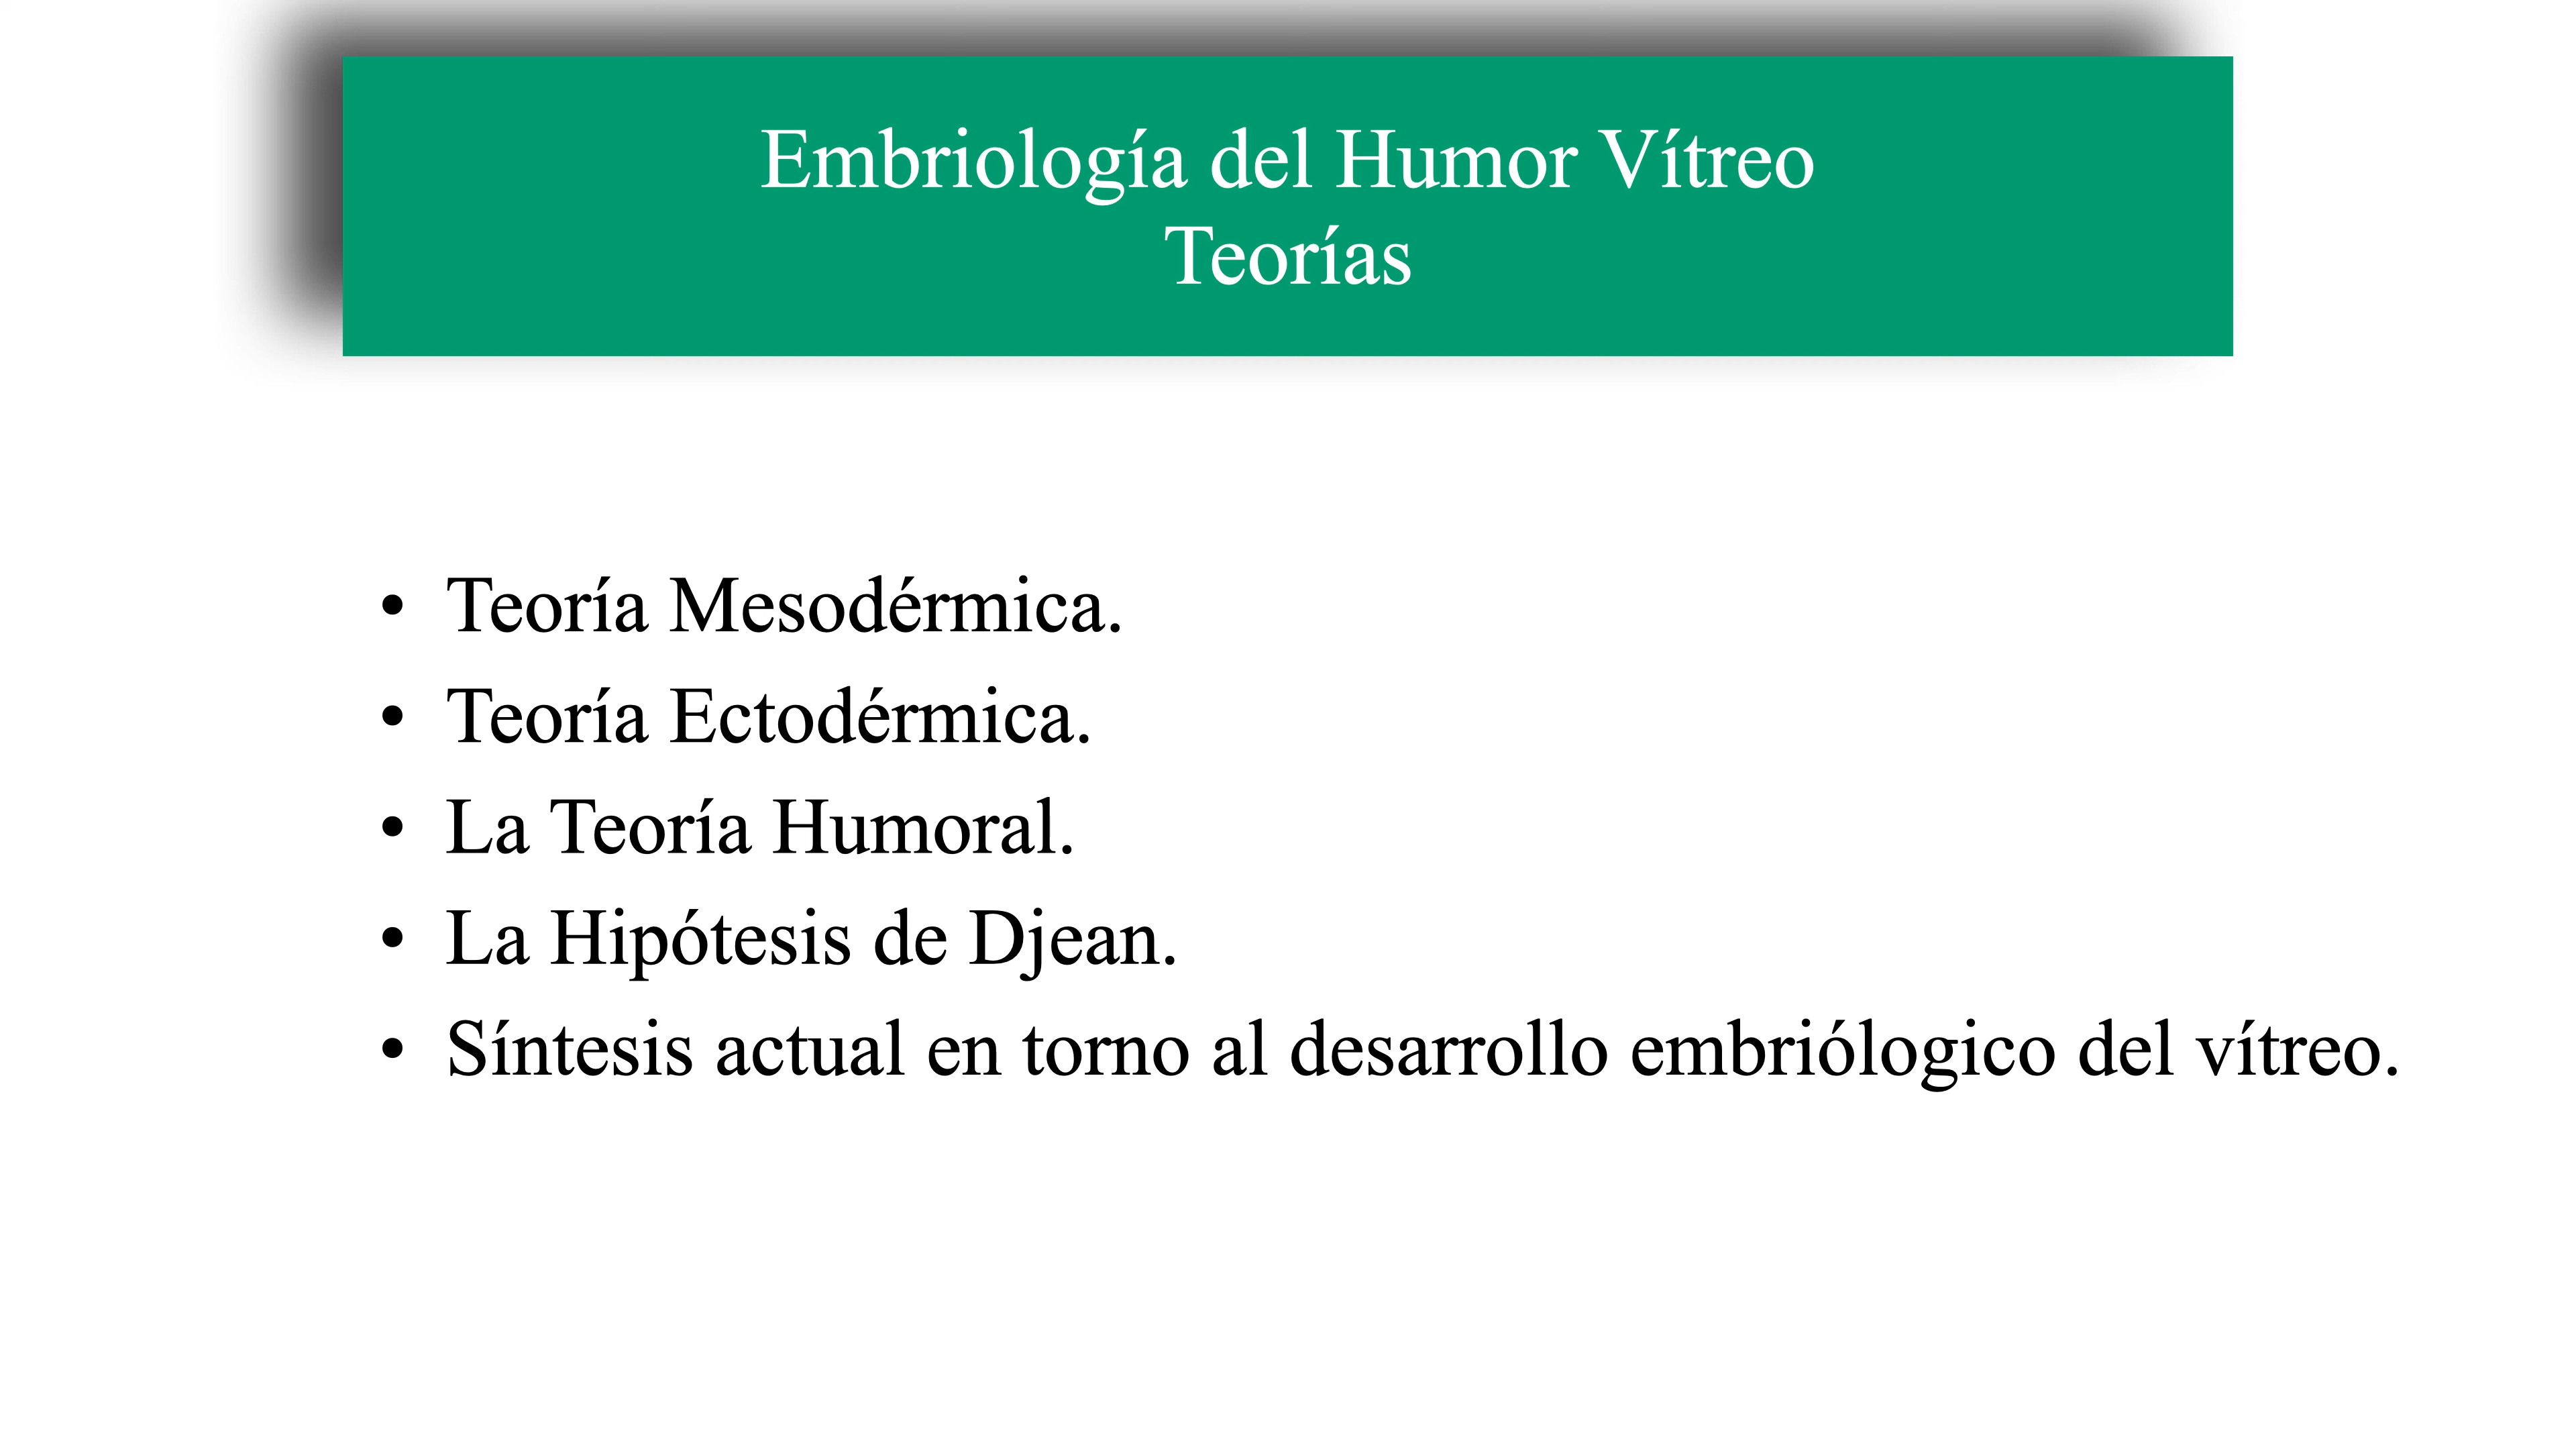 Embriología del Humor Vítreo
Teorías
• Teoría Mesodérmica.
• Teoría Ectodérmica.
• La Teoría Humoral.
• La Hipótesis de Djean.
• Síntesis actual en torno al desarrollo embriólogico del vítreo.